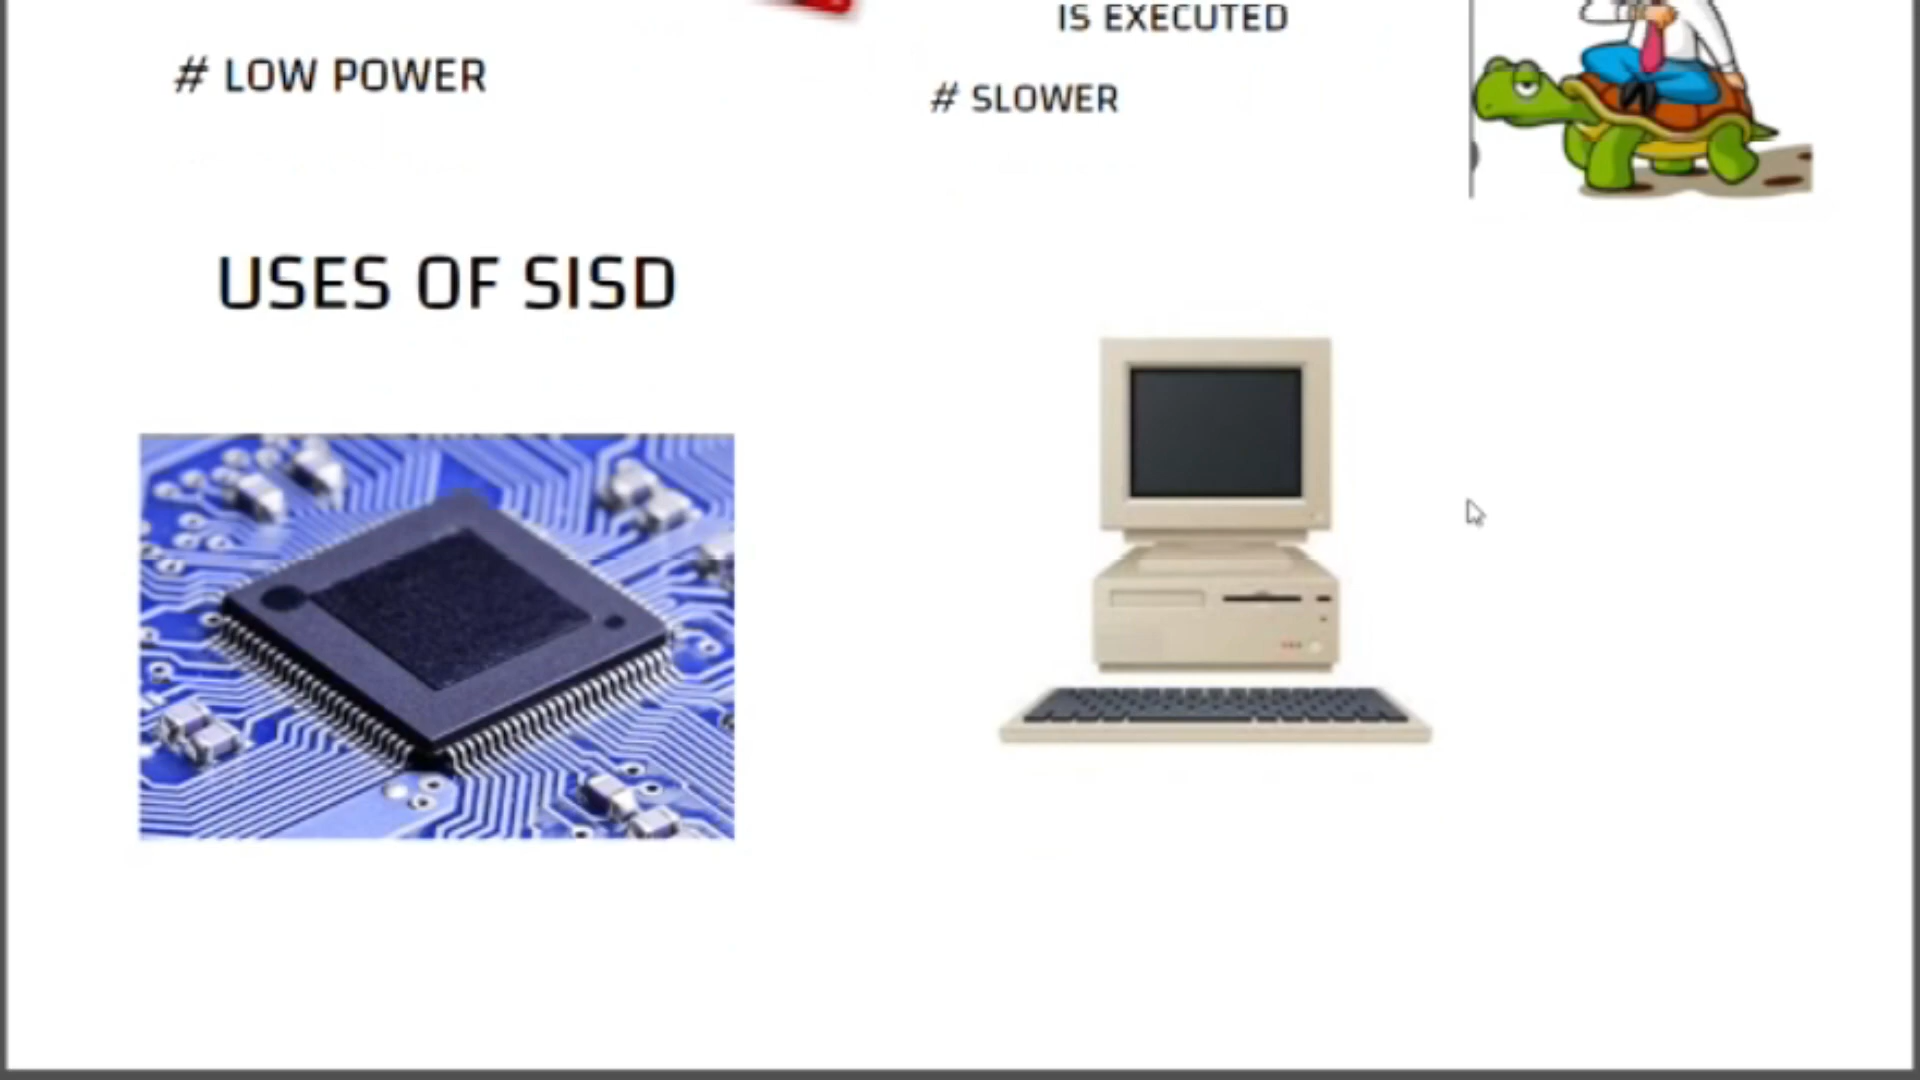 IS EXECUTED
# LOW POWER
# SLOWER
USES OF SISD